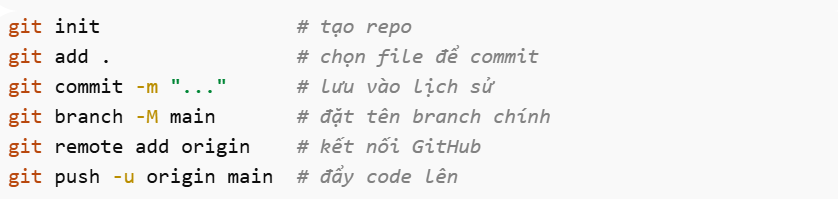 git init # tạo repo
git add . # chọn file để commit
git commit -m "..." # lưu vào lịch sử
git branch -M main # đặt tên branch chính
git remote add origin # kết nối GitHub
git push -u origin main # đẩy code lên